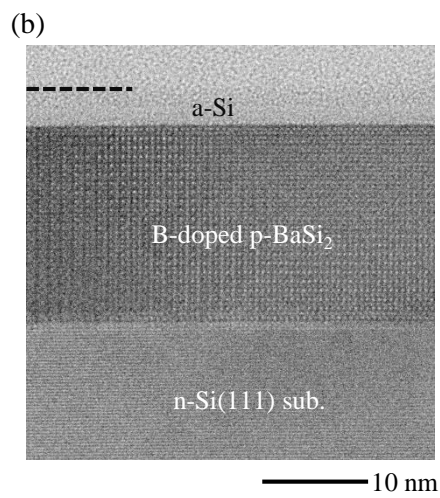 (b)
a-Si
B-doped p-BaSi₂
n-Si(111) sub.
10 nm